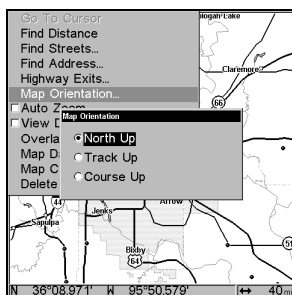 Go To Cursor
Find Distance
Find Streets...
Find Address...
Highway Exits...
Map Orientation...
Auto Zoom
View
Overla
Map D
Map C
Delete
Map Orientation
North Up
Track Up
Course Up
Claremore
66
44
Sapulpa
Jenks
Arrow
Bixby
64
51
N 36°08.971' W 95°50.579' ↔ 40